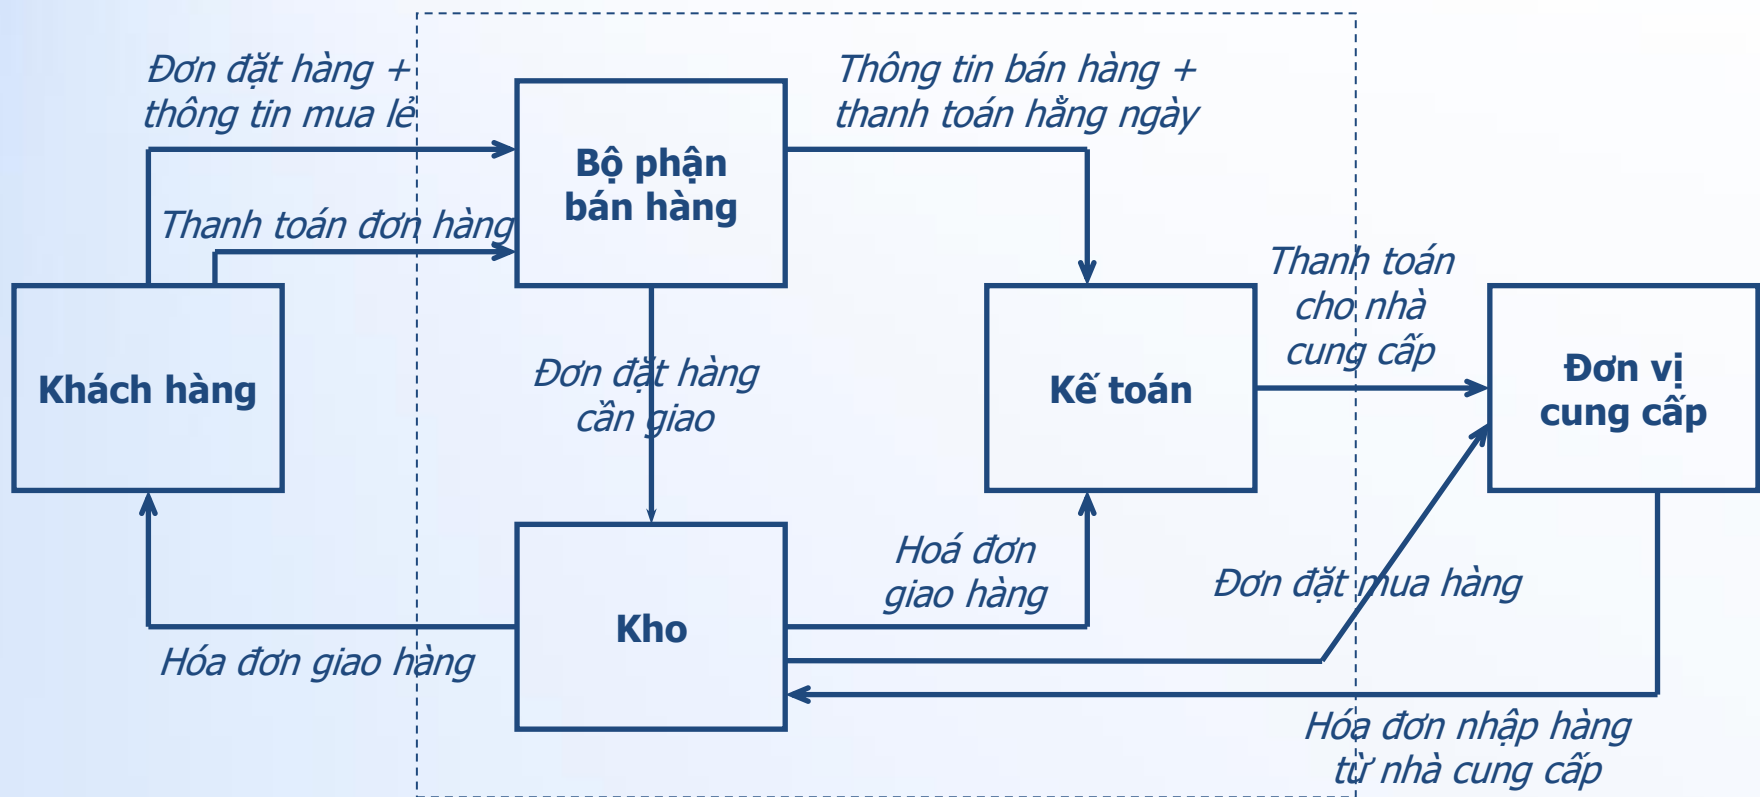 Đơn đặt hàng +
thông tin mua lẻ
Thông tin bán hàng +
thanh toán hằng ngày
Bộ phận
bán hàng
Thanh toán đơn hàng
Thanh toán
cho nhà
cung cấp
Khách hàng
Đơn đặt hàng
cần giao
Kế toán
Đơn vị
cung cấp
Hoá đơn
giao hàng
Đơn đặt mua hàng
Kho
Hóa đơn giao hàng
Hóa đơn nhập hàng
từ nhà cung cấp